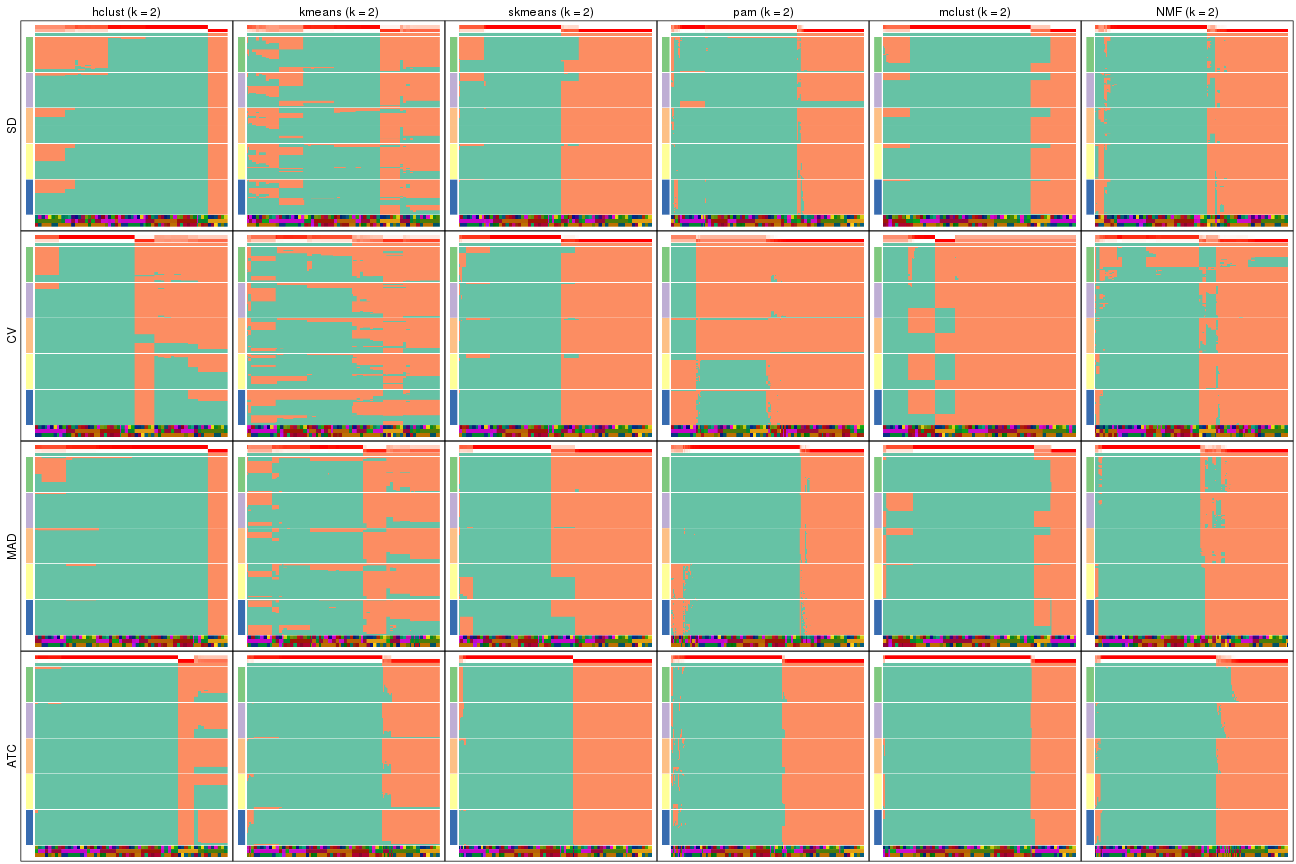 hclust (k = 2) kmeans (k = 2) skmeans (k = 2) pam (k = 2) mclust (k = 2) NMF (k = 2)
SD
CV
MAD
ATC